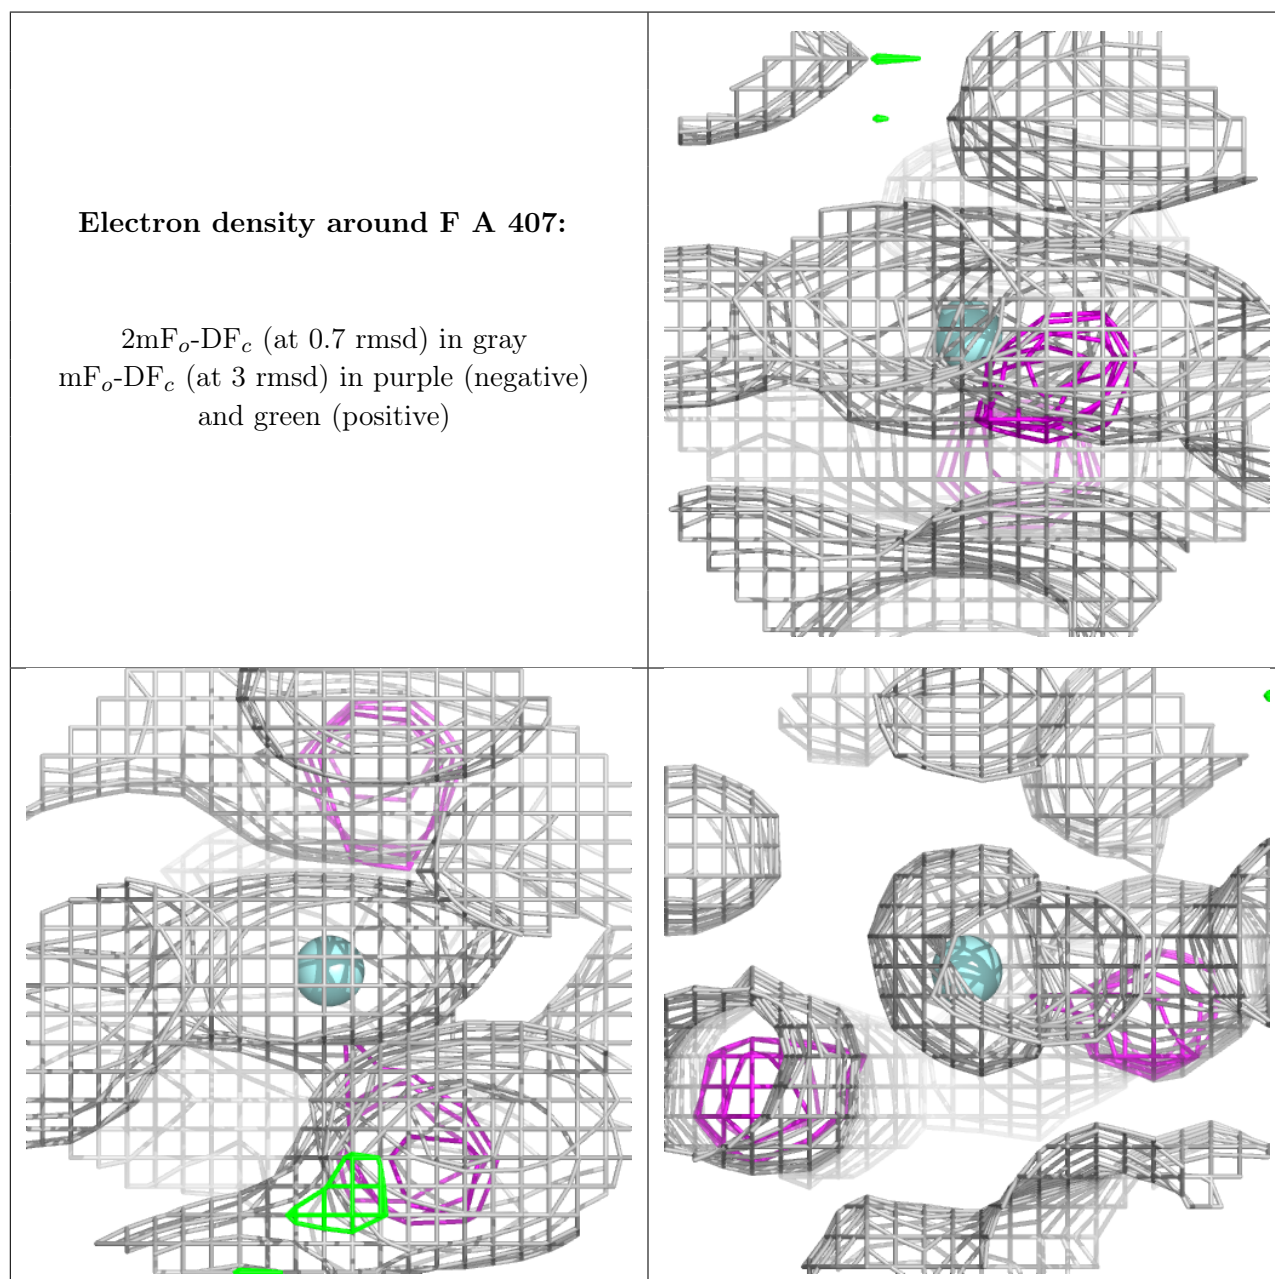 Electron density around F A 407:
2mFo-DFc (at 0.7 rmsd) in gray
mFo-DFc (at 3 rmsd) in purple (negative)
and green (positive)